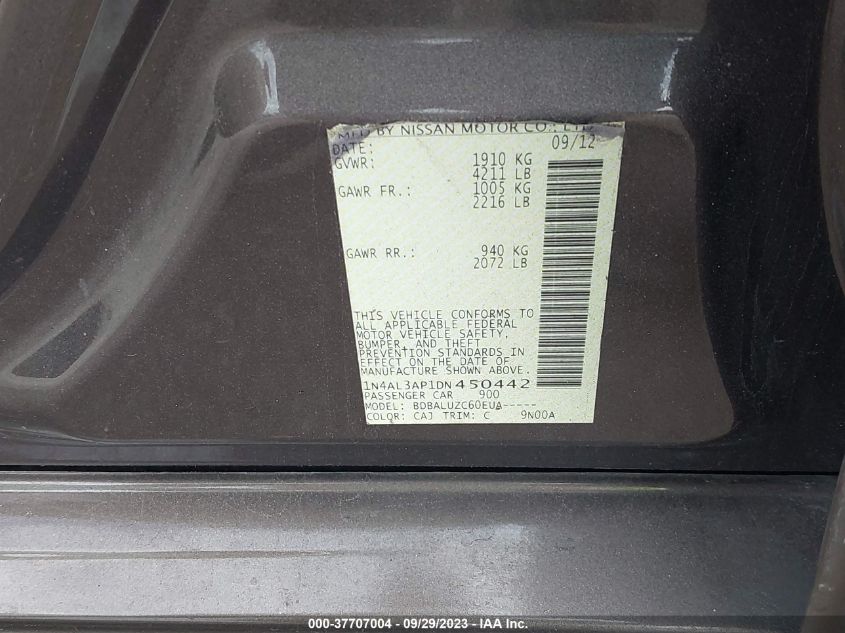 MFD BY NISSAN MOTOR CO., LTD
DATE: 09/12
GVWR: 1910 KG
4211 LB
GAWR FR.: 1005 KG
2216 LB
GAWR RR.: 940 KG
2072 LB
THIS VEHICLE CONFORMS TO
ALL APPLICABLE FEDERAL
MOTOR VEHICLE SAFETY,
BUMPER, AND THEFT
PREVENTION STANDARDS IN
EFFECT ON THE DATE OF
MANUFACTURE SHOWN ABOVE.
1N4AL3AP1DN450442
PASSENGER CAR 900
MODEL: BDBALUZC60EUA-----
COLOR: CAJ TRIM: C 9N00A
000-37707004 - 09/29/2023 - IAAI.com